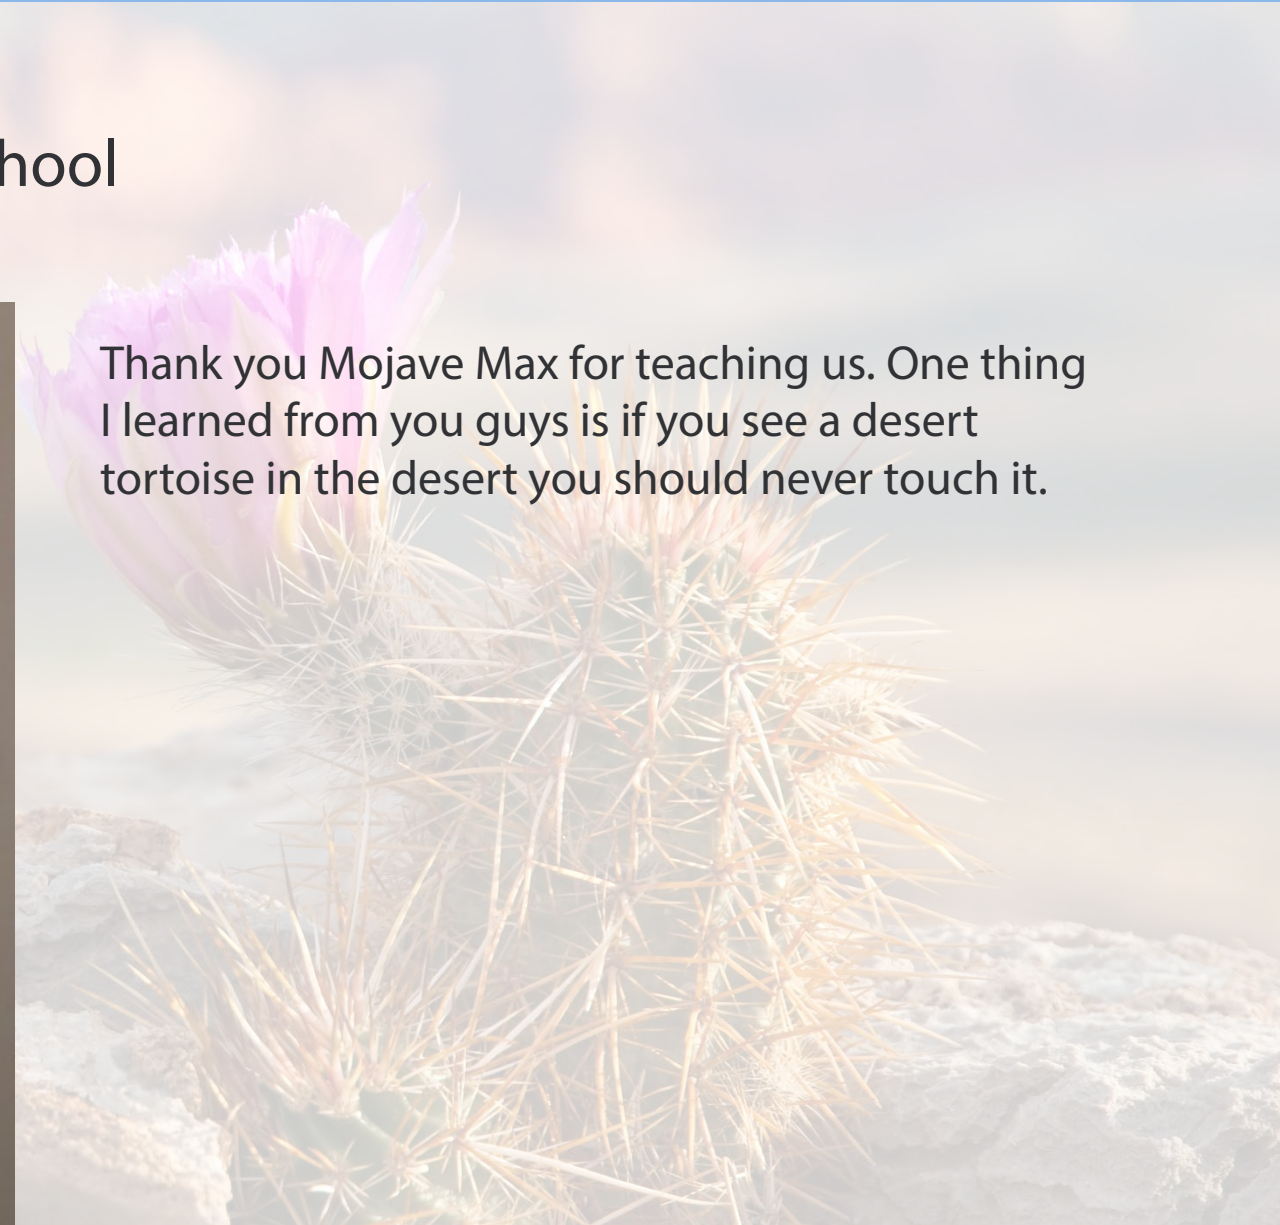 hool
Thank you Mojave Max for teaching us. One thing
I learned from you guys is if you see a desert
tortoise in the desert you should never touch it.